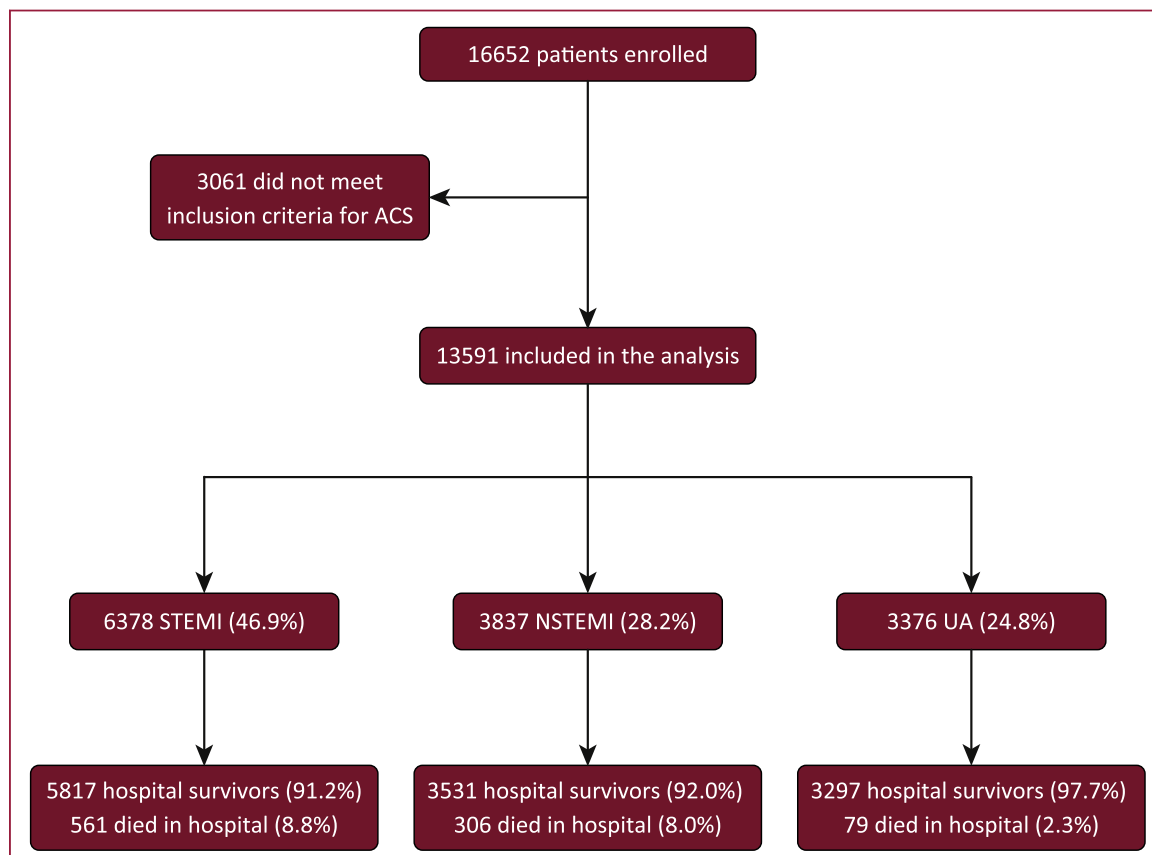 16652 patients enrolled
3061 did not meet
inclusion criteria for ACS
13591 included in the analysis
6378 STEMI (46.9%)
3837 NSTEMI (28.2%)
3376 UA (24.8%)
5817 hospital survivors (91.2%)
561 died in hospital (8.8%)
3531 hospital survivors (92.0%)
306 died in hospital (8.0%)
3297 hospital survivors (97.7%)
79 died in hospital (2.3%)